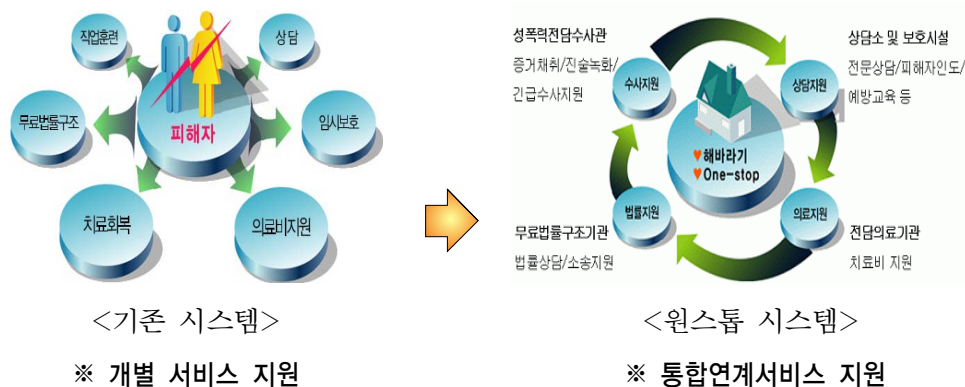 직업훈련
상담
무료법률구조
임시보호
피해자
치료회복
의료비지원
<기존 시스템>
※ 개별 서비스 지원
성폭력전담수사관
증거채취/진술녹화/
긴급수사지원
수사지원
상담소 및 보호시설
전문상담/피해자인도/
예방교육 등
상담지원
♥해바라기
♥One-stop
법률지원
의료지원
무료법률구조기관
법률상담/소송지원
전담의료기관
치료비 지원
<원스톱 시스템>
※ 통합연계서비스 지원